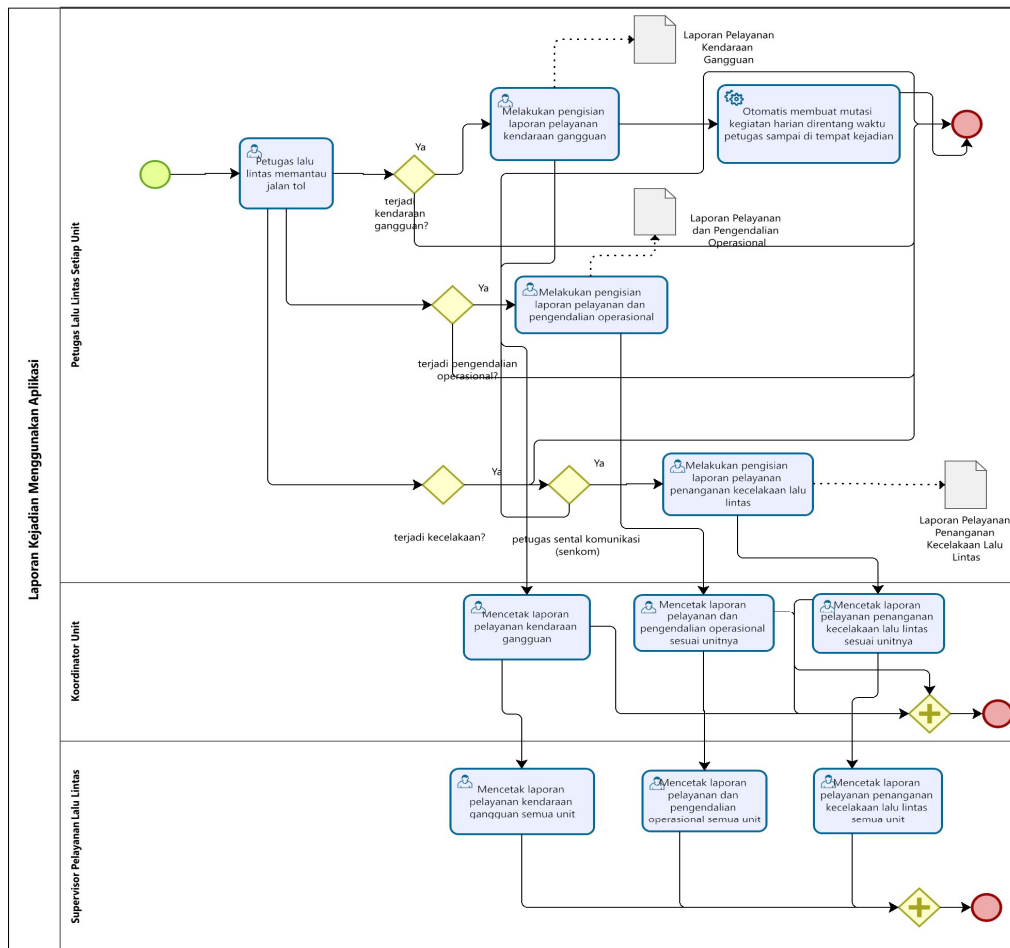 Laporan Kejadian Menggunakan Aplikasi
Petugas Lalu Lintas Setiap Unit
Laporan Pelayanan
Kendaraan
Gangguan
Melakukan pengisian
laporan pelayanan
kendaraan gangguan
Otomatis membuat mutasi
kegiatan harian direntang waktu
petugas sampai di tempat kejadian
Ya
Petugas lalu
lintas memantau
jalan tol
terjadi
kendaraan
gangguan?
Laporan Pelayanan
dan Pengendalian
Operasional
Ya
Melakukan pengisian
laporan pelayanan dan
pengendalian operasional
terjadi pengendalian
operasional?
Ya
Ya
Melakukan pengisian
laporan pelayanan
penanganan kecelakaan lalu
lintas
terjadi kecelakaan?
petugas sental komunikasi
(senkom)
Laporan Pelayanan
Penanganan
Kecelakaan Lalu
Lintas
Koordinator Unit
Mencetak laporan
pelayanan kendaraan
gangguan
Mencetak laporan
pelayanan dan
pengendalian operasional
sesuai unitnya
Mencetak laporan
pelayanan penanganan
kecelakaan lalu lintas
sesuai unitnya
Supervisor Pelayanan Lalu Lintas
Mencetak laporan
pelayanan kendaraan
gangguan semua unit
Mencetak laporan
pelayanan dan
pengendalian
operasional semua unit
Mencetak laporan
pelayanan penanganan
kecelakaan lalu lintas
semua unit